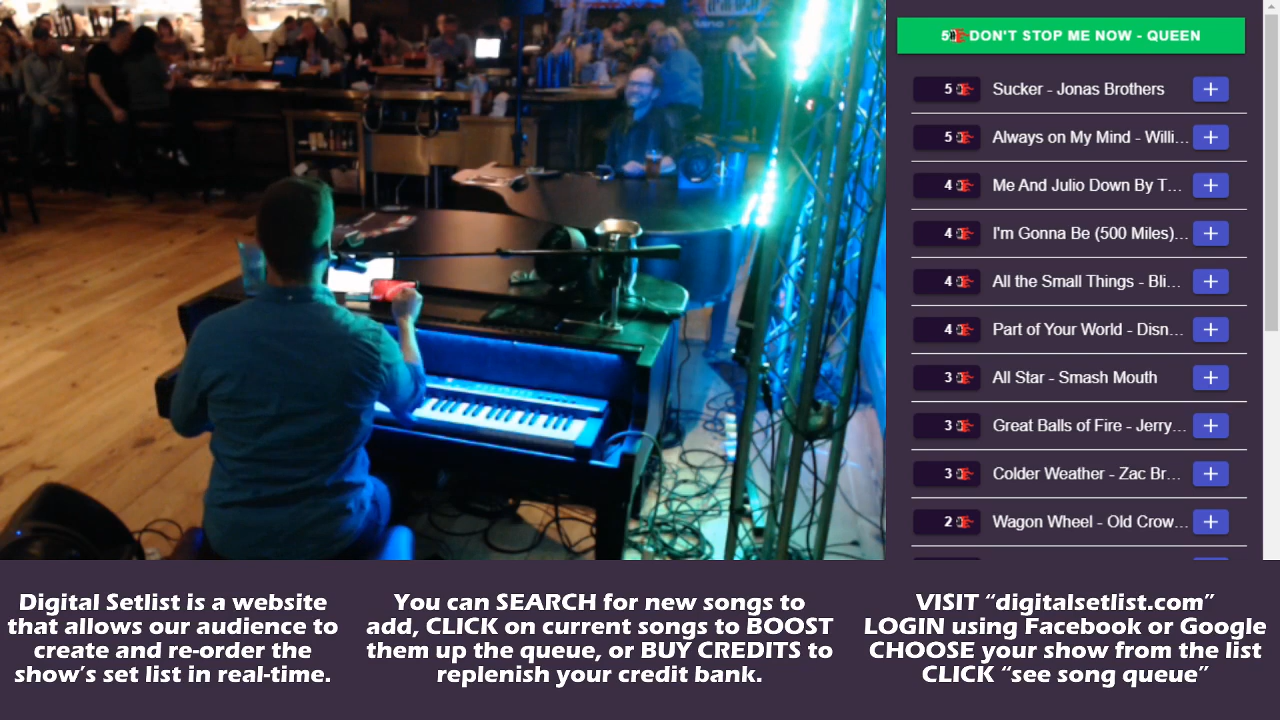 5 DON'T STOP ME NOW - QUEEN
5 Sucker - Jonas Brothers +
5 Always on My Mind - Willi... +
4 Me And Julio Down By T... +
4 I'm Gonna Be (500 Miles)... +
4 All the Small Things - Bli... +
4 Part of Your World - Disn... +
3 All Star - Smash Mouth +
3 Great Balls of Fire - Jerry... +
3 Colder Weather - Zac Br... +
2 Wagon Wheel - Old Crow... +
Digital Setlist is a website
that allows our audience to
create and re-order the
show's set list in real-time.
You can SEARCH for new songs to
add, CLICK on current songs to BOOST
them up the queue, or BUY CREDITS to
replenish your credit bank.
VISIT “digitalsetlist.com”
LOGIN using Facebook or Google
CHOOSE your show from the list
CLICK “see song queue”